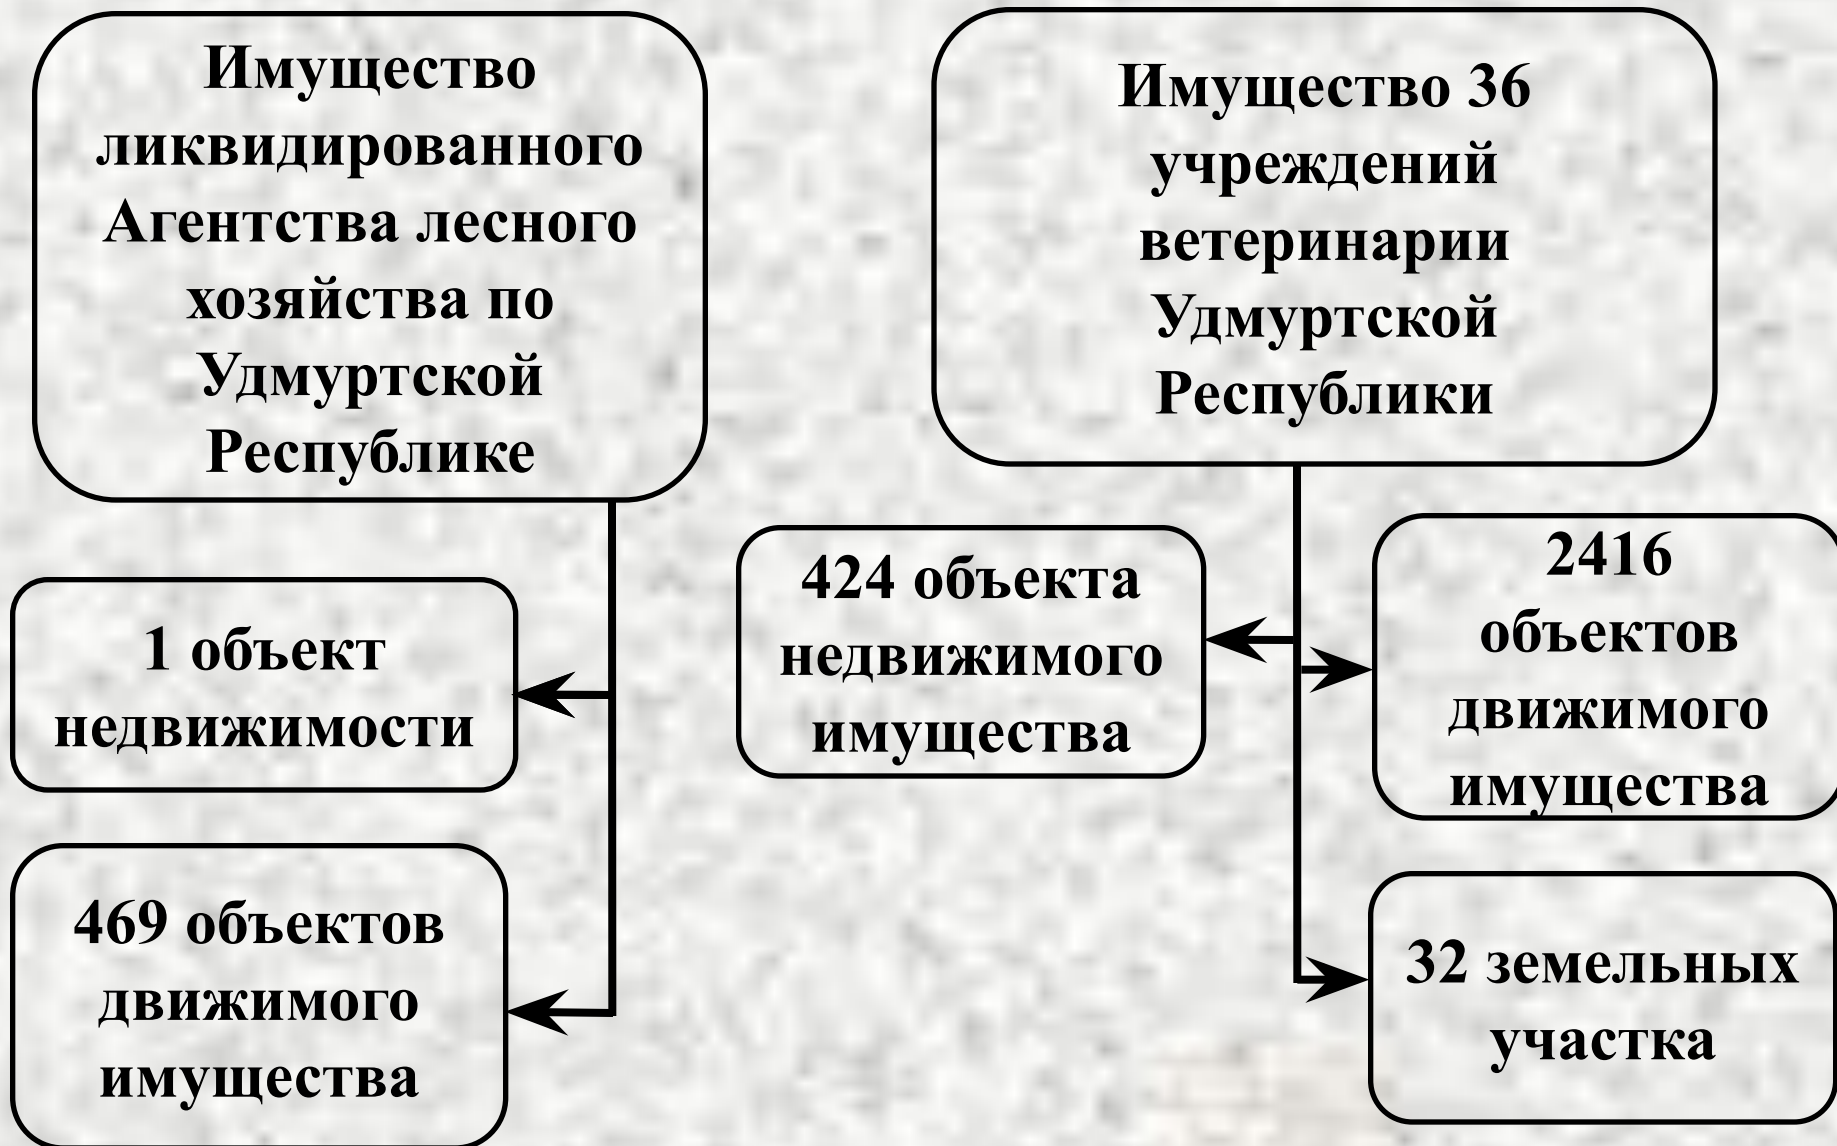 Имущество
ликвидированного
Агентства лесного
хозяйства по
Удмуртской
Республике
Имущество 36
учреждений
ветеринарии
Удмуртской
Республики
1 объект
недвижимости
469 объектов
движимого
имущества
424 объекта
недвижимого
имущества
2416
объектов
движимого
имущества
32 земельных
участка